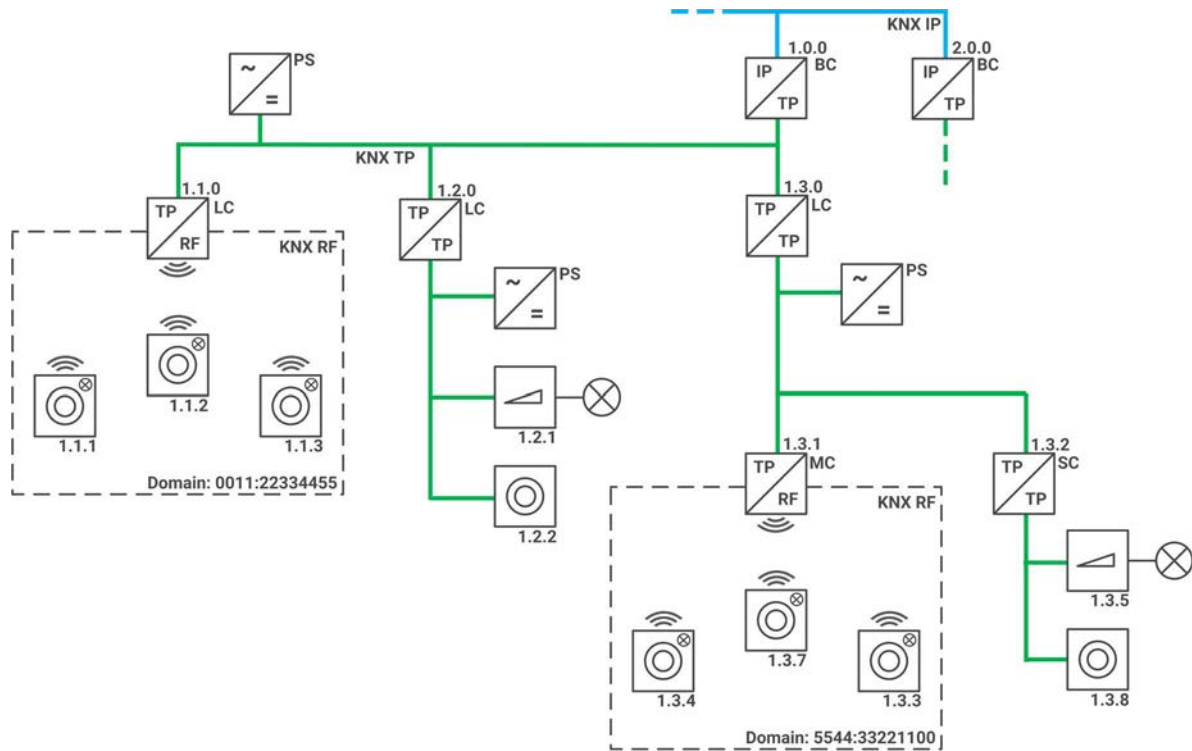 KNX IP
1.0.0
BC
IP
TP
2.0.0
BC
IP
TP
PS
~
=
KNX TP
1.1.0
LC
TP
RF
KNX RF
1.1.1
1.1.2
1.1.3
Domain: 0011:22334455
1.2.0
LC
TP
TP
PS
~
=
1.2.1
1.2.2
1.3.0
LC
TP
TP
PS
~
=
1.3.1
MC
TP
RF
KNX RF
1.3.4
1.3.7
1.3.3
Domain: 5544:33221100
1.3.2
SC
TP
TP
1.3.5
1.3.8